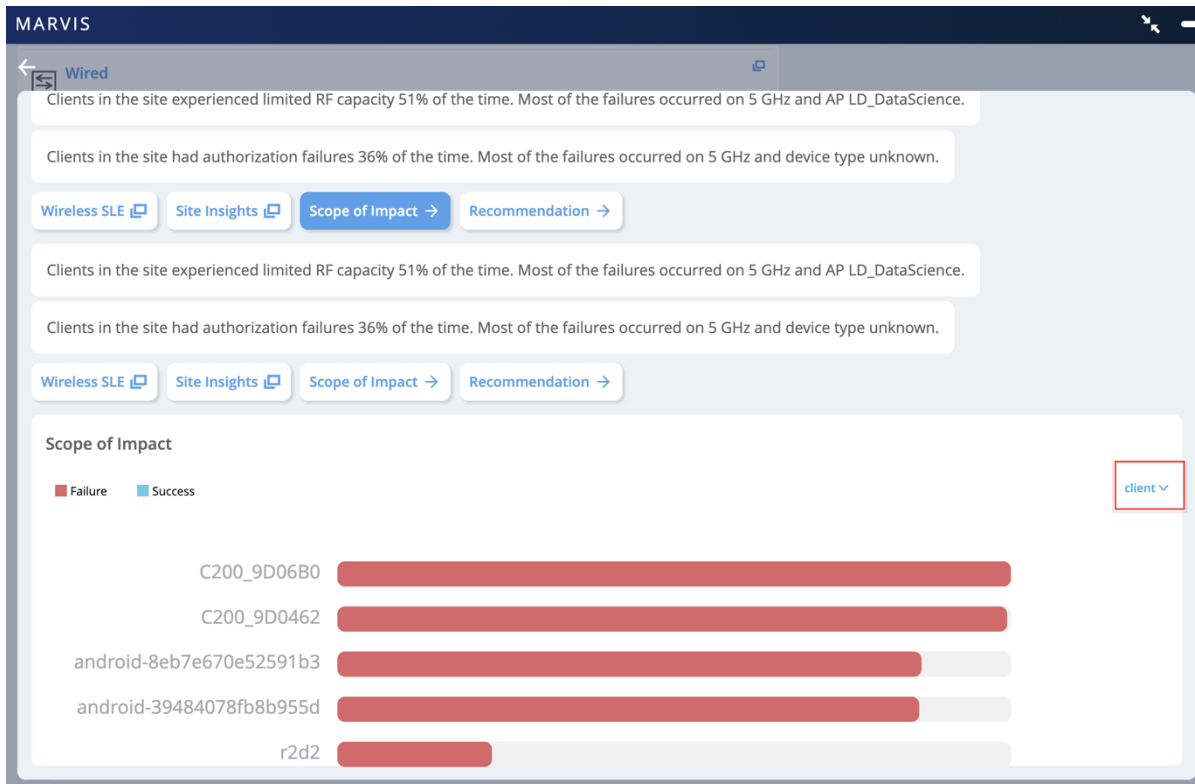 MARVIS
Wired
Clients in the site experienced limited RF capacity 51% of the time. Most of the failures occurred on 5 GHz and AP LD_DataScience.
Clients in the site had authorization failures 36% of the time. Most of the failures occurred on 5 GHz and device type unknown.
Wireless SLE Site Insights Scope of Impact → Recommendation →
Clients in the site experienced limited RF capacity 51% of the time. Most of the failures occurred on 5 GHz and AP LD_DataScience.
Clients in the site had authorization failures 36% of the time. Most of the failures occurred on 5 GHz and device type unknown.
Wireless SLE Site Insights Scope of Impact → Recommendation →
Scope of Impact
Failure Success
client
C200_9D06B0
C200_9D0462
android-8eb7e670e52591b3
android-39484078fb8b955d
r2d2